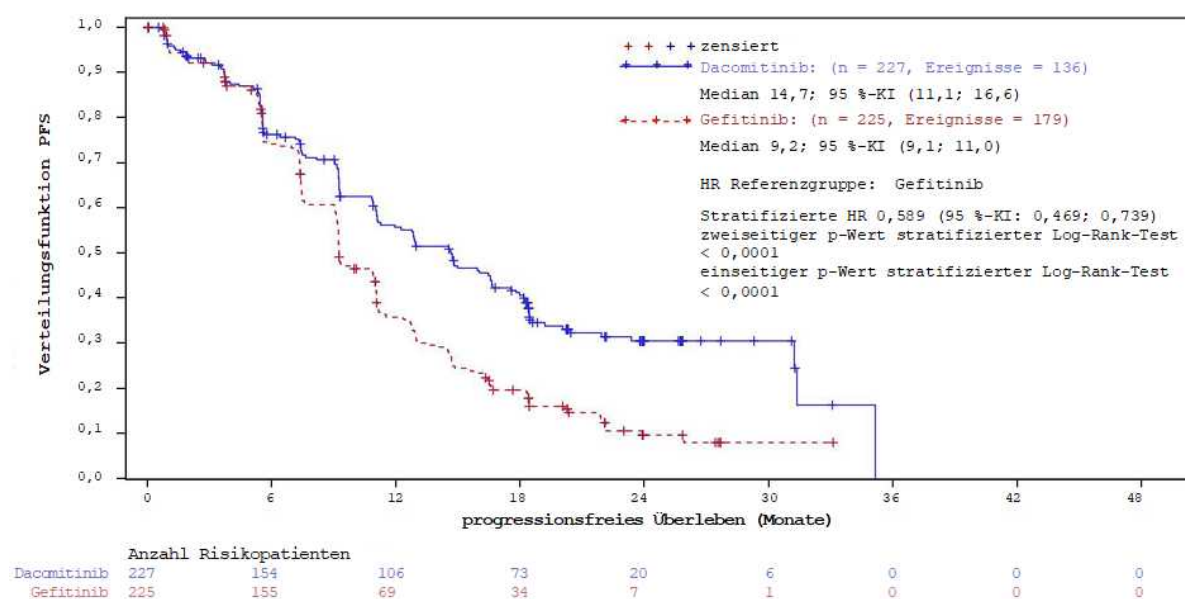 Verteilungsfunktion PFS
1,0
0,9
0,8
0,7
0,6
0,5
0,4
0,3
0,2
0,1
0,0
zensiert
Dacomitinib: (n = 227, Ereignisse = 136)
Median 14,7; 95 %-KI (11,1; 16,6)
Gefitinib: (n = 225, Ereignisse = 179)
Median 9,2; 95 %-KI (9,1; 11,0)
HR Referenzgruppe: Gefitinib
Stratifizierte HR 0,589 (95 %-KI: 0,469; 0,739)
zweiseitiger p-Wert stratifizierter Log-Rank-Test
< 0,0001
einseitiger p-Wert stratifizierter Log-Rank-Test
< 0,0001
0 6 12 18 24 30 36 42 48
progressionsfreies Überleben (Monate)
Anzahl Risikopatienten
Dacomitinib 227 154 106 73 20 6 0 0 0
Gefitinib 225 155 69 34 7 1 0 0 0